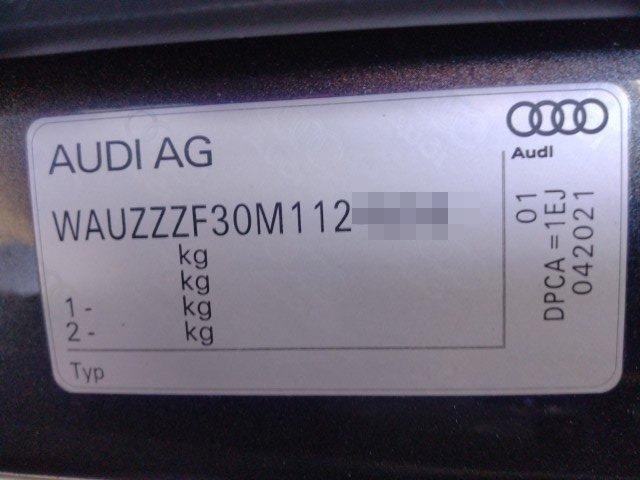 AUDI AG
Audi
WAUZZZF30M112
kg
kg
1 - kg
2 - kg
Typ
01
DPCA =1EJ
042021